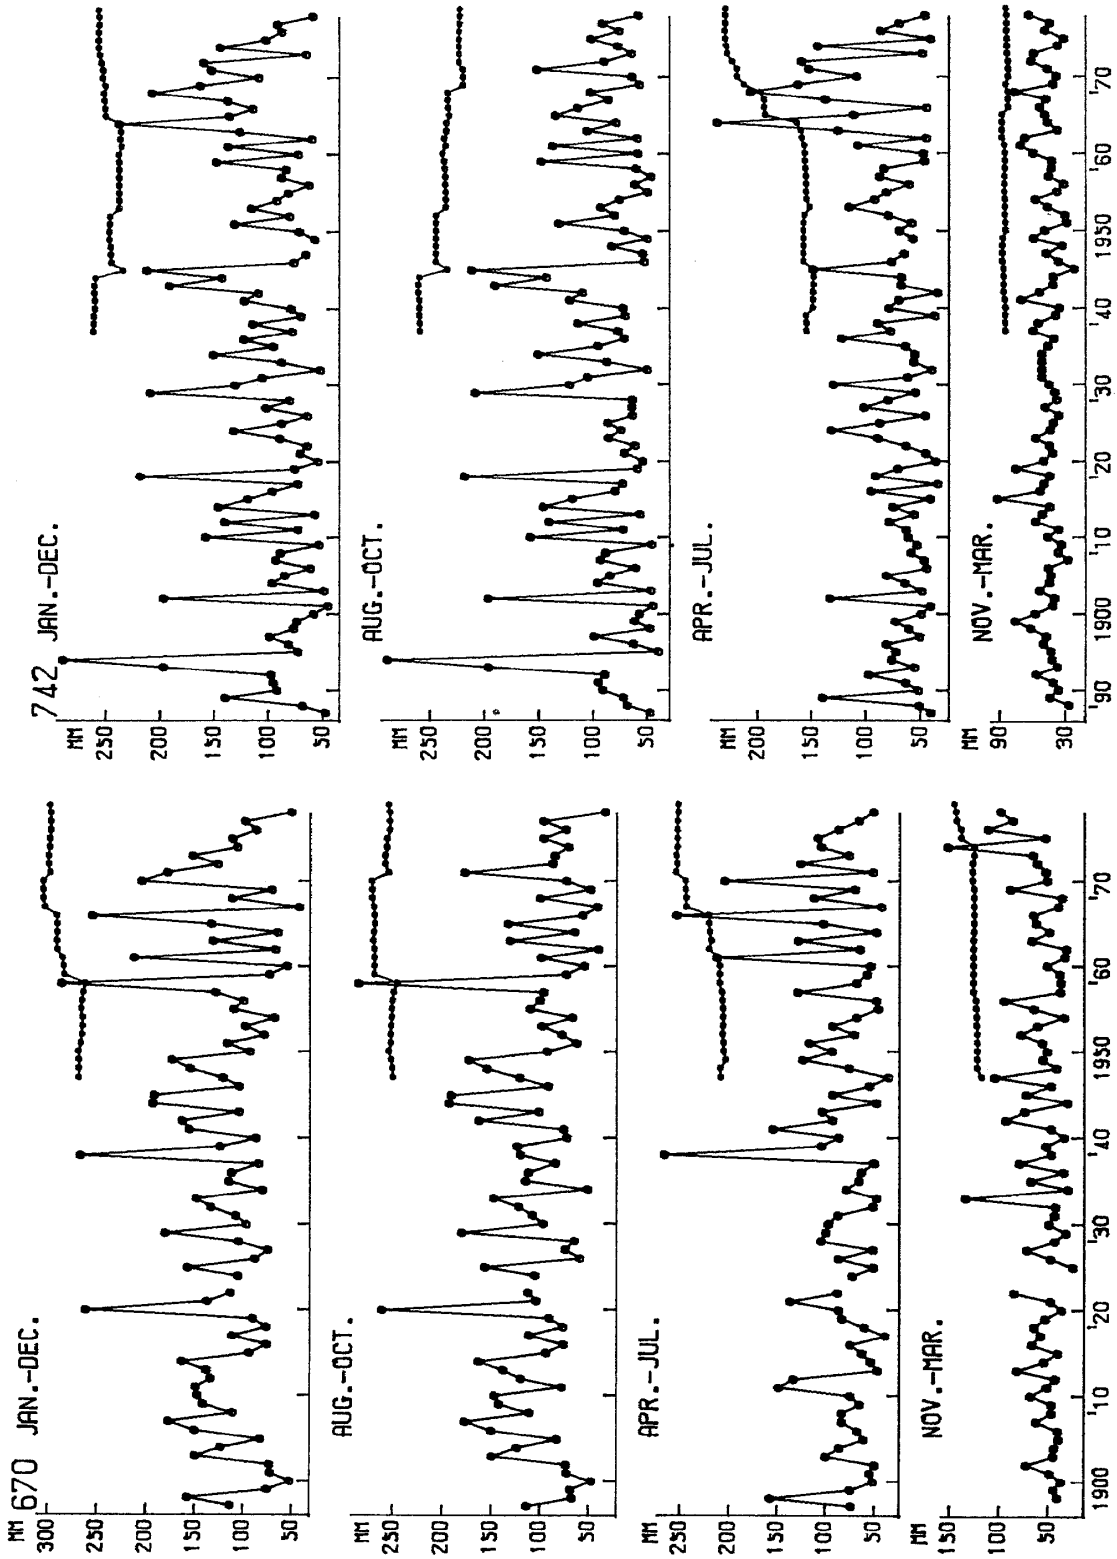 MM 670 JAN.-DEC.
300
250
200
150
100
50
MM
AUG.-OCT.
250
200
150
100
50
MM
APR.-JUL.
250
200
150
100
50
MM
NOV.-MAR.
150
100
50
1900 '10 '20 '30 '40 1950 '60 '70
MM 742 JAN.-DEC.
250
200
150
100
50
MM
AUG.-OCT.
250
200
150
100
50
MM
APR.-JUL.
200
150
100
50
MM
NOV.-MAR.
90
30
90 1900 '10 '20 '30 '40 1950 '60 '70